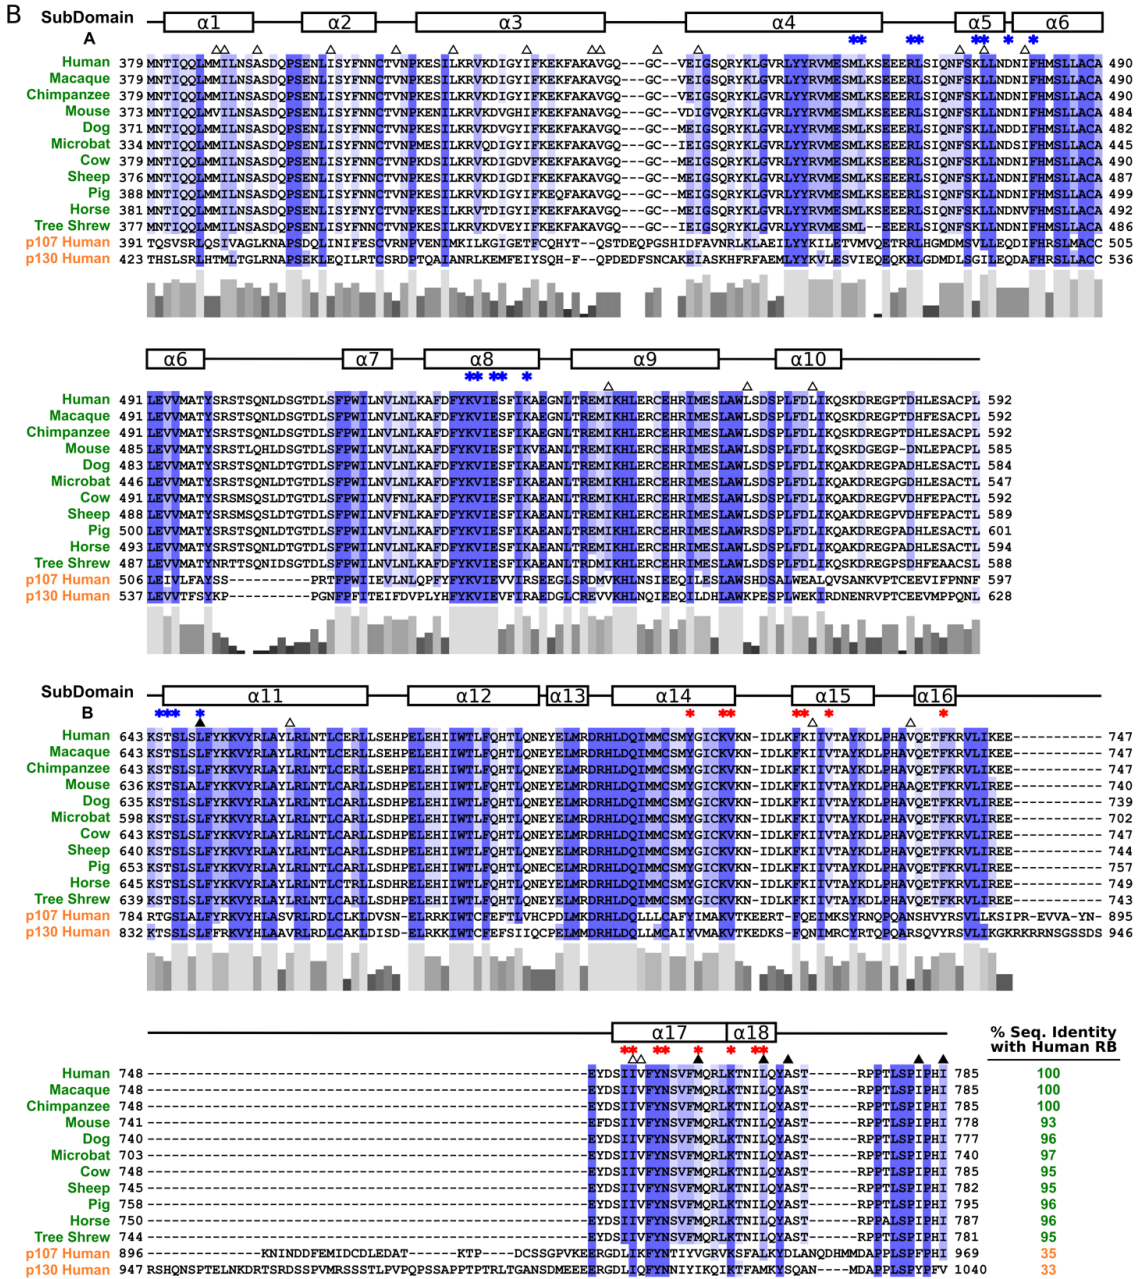 B
SubDomain α1 α2 α3 α4 α5 α6
A
Human 379 MNTIQQLMMILNSASDQPSENLISYFNNCTVNPKESILKRVKDIGYIFKEKFAKAVGQ---GC--VEIGSQRYKLGVRLYYRVMESMLKSEEERLSIQNFSKLLNDNIFHMSLLACA 490
Macaque 379 MNTIQQLMMILNSASDQPSENLISYFNNCTVNPKESILKRVKDIGYIFKEKFAKAVGQ---GC--VEIGSQRYKLGVRLYYRVMESMLKSEEERLSIQNFSKLLNDNIFHMSLLACA 490
Chimpanzee 379 MNTIQQLMMILNSASDQPSENLISYFNNCTVNPKESILKRVKDIGYIFKEKFAKAVGQ---GC--VEIGSQRYKLGVRLYYRVMESMLKSEEERLSIQNFSKLLNDNIFHMSLLACA 490
Mouse 373 MNTIQQLMVILNSASDQPSENLISYFNNCTVNPKENILKRVKDVGHIFKEKFANAVGQ---GC--VDIGVQRYKLGVRLYYRVMESMLKSEEERLSIQNFSKLLNDNIFHMSLLACA 484
Dog 371 MNTIQQLMMILNSASDQPSENLISYFNNCTVNPKESILKRVKDVGYIFKEKFAKAVGQ---GC--MEIGSQRYKLGVRLYYRVMESMLKSEEERLSIQNFSKLLNDDIFHMSLLACA 482
Microbat 334 MNTIQQLMMILNSASDQPSENLISYFNNCTVNPKESILKRVQDIGYIFKEKFAKAVGQ---GC--MEIGSQRYKLGVRLYYRVMESMLKSEEERLSIQNFSKLLNDNIFHMSLLACA 445
Cow 379 MNTIQQLMMILNSASDQPSENLISYFNNCTVNPKDSILKRVKDIGDVFKEKFAKAVGQ---GC--MEIGSQRYKLGVRLYYRVMESMLKSEEERLSIQNFSKLLNDNIFHMSLLACA 490
Sheep 376 MNTIQQLMMILNSASDQPSENLISYFNNCTVNPKESILKRVKDIGDIFKEKFAKAVGQ---GC--MEIGSQRYKLGVRLYYRVMESMLKSEEERLSIQNFSKLLNDNIFHMSLLACA 487
Pig 388 MNTIQQLMMILNSASDQPSENLISYFNNCTVNPKESILKRVKDIGYIFKEQFAKAVGQ---GC--MEIGSQRYKLGVRLYYRVMESMLKSEEERLSIQNFSKLLNDNIFHMSLLACA 499
Horse 381 MNTIQQLMMILNSASDQPSENLISYFNYCTVNPKESILKRVTDIGYIFKEKFAKAVGQ---GC--MEIGSQRYKLGVRLYYRVMESMLKSEEERLSIQNFSKLLNDNVFHMSLLACA 492
Tree Shrew 377 MNTIQQLMMILNSASDQPSENLISYFNNCTVNPKESILKRVKDVEYIFKEKFAKAVGQ---GC--MEIGSQRYKLGVRLYYRVMESML--SEEERLSIQNFSKLLNDNIFHMSLLACA 486
p107 Human 391 TQSVSRLQSIVAGLKNAPSDQLINIFESCVRNPVENIMKILKGIGETFCQHYT--QSTDEQPGSHIDFAVNRLKLAEILYYKILETVMVQETRRLHGMDMSVLLEQDIFHRSLMACC 505
p130 Human 423 THSLSRLHTMLTGLRNAPSEKLEQILRTCSRDPTQAIANRLKEMFEIYSQH-F--QPDEDFSNCAKEIASKHFRFAEMLYYKVLESVIEQEQKRLGDMDLSGILEQDAFHRSLLACC 536
α6 α7 α8 α9 α10
Human 491 LEVVMATYSRSTSQNLDSGTDLSFPWILNVLNLKAFDFYKVIESFIKAEGNLTREMIKHLERCEHRIMESLAWLSDSPLFDLIKQSKDREGPTDHLESACPL 592
Macaque 491 LEVVMATYSRSTSQNLDSGTDLSFPWILNVLNLKAFDFYKVIESFIKAEGNLTREMIKHLERCEHRIMESLAWLSDSPLFDLIKQSKDREGPTDHLESACPL 592
Chimpanzee 491 LEVVMATYSRSTSQNLDSGTDLSFPWILNVLNLKAFDFYKVIESFIKAEGNLTREMIKHLERCEHRIMESLAWLSDSPLFDLIKQSKDREGPTDHLESACPL 592
Mouse 485 LEVVMATYSRSTLQHLDSGTDLSFPWILNVLNLKAFDFYKVIESFIKVEANLTREMIKHLERCEHRIMESLAWLSDSPLFDLIKQSKDGEGP-DNLEPACPL 585
Dog 483 LEVVMATYSRSTSQNLDTGTDLSFPWILNVLNLKAFDFYKVIESFIKAEANLTREMIKHLERCEHRIMESLAWLSDSPLFDLIKQAKDREGPADHLESACTL 584
Microbat 446 LEVVMATYSRSTSQNLDSGTDLSFPWILNVLNLKAFDFYKVIESFIKAEANLTREMIKHLERCEHRIMESLAWLSDSPLFDLIKQAKDREGPGDHLESACTL 547
Cow 491 LEVVMATYSRSMSQNLDTGTDLSFPWILNVFNLKAFDFYKVIESFIKAEANLTREMIKHLERCEHRIMESLAWLSDSPLFDLIKQAKDREGPVDHFEPACTL 592
Sheep 488 LEVVMATYSRSMSQSLDTGTDLSFPWILNVFNLKAFDFYKVIESFIKAEANLTREMIKHLERCEHRIMESLAWLSDSPLFDLIKQAKDREGPVDHFEAACTL 589
Pig 500 LEVVMATYSRSTSQNLDTGTDLSFPWILNVLNLKAFDFYKVIESFIKAEANLTREMIKHLERCEHRIMESLAWRSDSPLFDLIKQAKDREGPTDHLESACTL 601
Horse 493 LEVVMATYSRSTSQNLDSGTDLSFPWILNVLNLKAFDFYKVIESFIKAEANLTREMIKHLERCEHRIMESLAWLSDSPLFDLIKQAKDREGPADHLESACTL 594
Tree Shrew 487 LEVVMATYNRTTSQNLDSGTDLSFPWILNVLNLKAFDFYKVIESFIKAEANLTREMIKHLERCEHRIMESLAWLSDSPLFDLIKQAKDREGPSDHFEAACSL 588
p107 Human 506 LEIVLFAYSS----------PRTFPWIIEVLNLQPFYFYKVIEVVIRSEEGLSRDMVKHLNSIEEQILESLAWSHDSALWEALQVSANKVPTCEEVIFPNNF 597
p130 Human 537 LEVVTFSYKP----------PGNFPFITEIFDVPLYHFYKVIEVFIRAEDGLCREVVKHLNQIEEQILDHLAWKPESPLWEKIRDNENRVPTCEEVMPPQNL 628
SubDomain α11 α12 α13 α14 α15 α16
B
Human 643 KSTSLSLFYKKVYRLAYLRLNTLCERLLSEHPELEHIIWTLFQHTLQNEYELMRDRHLDQIMMCSMYGICKVKN-IDLKFKIIVTAYKDLPHAVQETFKRVLIKEE----------- 747
Macaque 643 KSTSLSLFYKKVYRLAYLRLNTLCERLLSEHPELEHIIWTLFQHTLQNEYELMRDRHLDQIMMCSMYGICKVKN-IDLKFKIIVTAYKDLPHAVQETFKRVLIKEE----------- 747
Chimpanzee 643 KSTSLSLFYKKVYRLAYLRLNTLCERLLSEHPELEHIIWTLFQHTLQNEYELMRDRHLDQIMMCSMYGICKVKN-IDLKFKIIVTAYKDLPHAVQETFKRVLIKEE----------- 747
Mouse 636 KSTSLALFYKKVYRLAYLRLNTLCARLLSDHPELEHIIWTLFQHTLQNEYELMRDRHLDQIMMCSMYGICKVKN-IDLKFKIIVTAYKDLPHAAQETFKRVLIREE----------- 740
Dog 635 KSTSLSLFYKKVYRLAYLRLNTLCARLLSEHPELEHIIWTLFQHTLQNEYELMRDRHLDQIMMCSMYGICKVKN-IDLKFKIIVTAYKDLPHAVQETFKRVLIREE----------- 739
Microbat 598 KSTSLSLFYKKVYRLAYLRLNTLCARLLSEHPELEHIIWTLFQHTLQNEYELMRDRHLDQIMMCSMYGICKVKN-IDLKFKIIVTAYKDLPHAVQETFKRVLIREE----------- 702
Cow 643 KSTSLSLFYKKVYRLAYLRLNTLCARLLSDHPELEHIIWTLFQHTLQNEYELMRDRHLDQIMMCSMYGICKVKN-IDLKFKIIVTAYKDLPHAVQETFKRVLIREE----------- 747
Sheep 640 KSTSLSLFYKKVYRLAYLRLNTLCARLLSDHPELEHIIWTLFQHTLQNEYELMRDRHLDQIMMCSMYGICKVKN-IDLKFKIIVTAYKDLPHAVQETFKRVLIREE----------- 744
Pig 653 KSTSLSLFYKKVYRLAYLRLNTLCARLLSDHPELEHIIWTLFQHTLQNECELMRDRHLDQIMMCSMYGICKVKN-IDLKFKIIVTAYKDLPHAVQETFKRVLIREE----------- 757
Horse 645 KSTSLSLFYKKVYRLAYLRLNTLCTRLLSDHRELEHIIWTLFQHTLQNEYELMRDRHLDQIMMCSMYGICKVKN-IDLKFKIIVTAYKDLPHAVQETFKRVLIREE----------- 749
Tree Shrew 639 KSTSLSLFYKKVYRLAYLRLNTLCARLLSDHPELEHIIWTLFQHTLQNEYELMRDRHLDQIMMCSMYGICKVKN-IDLKFKIIVTAYKDLPHAVQETFKRVLIREE----------- 743
p107 Human 784 RTGSLALFYRKVYHLASVRLRDLCLKLDVSN-ELRRKIWTCFEFTLVHCPDLMKDRHLDQLLLCAFYIMAKVTKEERT-FQEIMKSYRNQPQANSHVYRSVLLKSIPR-EVVA-YN- 895
p130 Human 832 KTSSLSLFFRKVYHLAAVRLRDLCAKLDISD-ELRKKIWTCFEFSIIQCPELMMDRHLDQLLMCAIYVMAKVTKEDKS-FQNIMRCYRTQPQARSQVYRSVLIKGKRKRRNSGSSDS 946
α17 α18 % Seq. Identity with Human RB
Human 748 EYDSIIVFYNSVFMQRLKTNILQYAST------RPPTLSPIPHI 785 100
Macaque 748 EYDSIIVFYNSVFMQRLKTNILQYAST------RPPTLSPIPHI 785 100
Chimpanzee 748 EYDSIIVFYNSVFMQRLKTNILQYAST------RPPTLSPIPHI 785 100
Mouse 741 EFDSIIVFYNSVFMQRLKTNILQYAST------RPPTLSPIPHI 778 93
Dog 740 EYDSIIVFYNSVFMQRLKTNILQYAST------RPPTLSPIPHI 777 96
Microbat 703 EYDSIIVFYNSVFMQRLKTNILQYAST------RPPTLSPIPHI 740 97
Cow 748 EYDSIIVFYNSVFMQRLKTNILQYAST------RPPTLSPIPHI 785 95
Sheep 745 EYDSIIVFYNSVFMQRLKTNILQYAST------RPPTLSPIPHI 782 95
Pig 758 EYDSIIVFYNSVFMQRLKTNILQYAST------RPPTLSPIPHI 795 96
Horse 750 EYDSIIVFYNSVFMQRLKTNILQYAST------RPPALSPIPHI 787 96
Tree Shrew 744 EYDSIIVFYNSVFMQRLKTNILQYAST------RPPTLSPIPHI 781 95
p107 Human 896 --------------KNINDDFEMIDCDLEDAT------KTP----DCSSGPVKEERGDLIKFYNTIYVGRVKSFALKYDLANQDHMMDAPPLSPFPHI 969 35
p130 Human 947 RSHQNSPTELNKDRTSRDSSPVMRSSSTLPVPQPSSAPPTPTRLTGANSDMEEEERGDLIQFYNNIYIKQIKTFAMKYSQAN----MDAPPLSPYPFV 1040 33